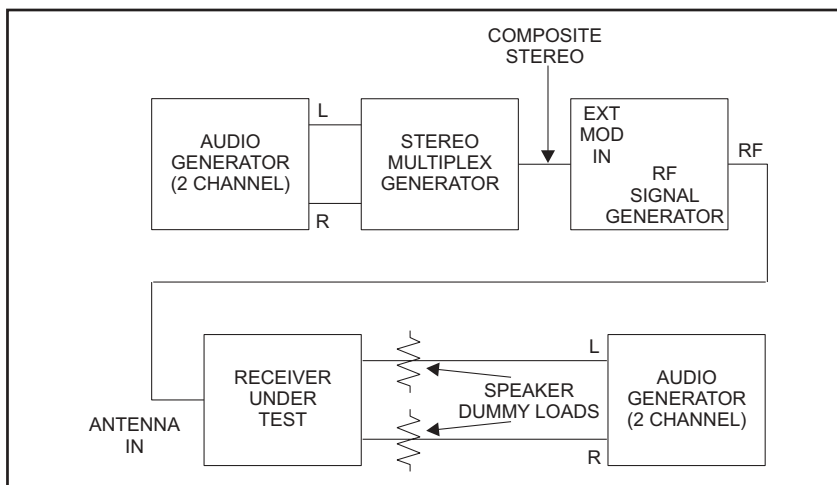 COMPOSITE
STEREO
AUDIO
GENERATOR
(2 CHANNEL)
L
R
STEREO
MULTIPLEX
GENERATOR
EXT
MOD
IN
RF
SIGNAL
GENERATOR
RF
ANTENNA
IN
RECEIVER
UNDER
TEST
SPEAKER
DUMMY LOADS
L
R
AUDIO
GENERATOR
(2 CHANNEL)